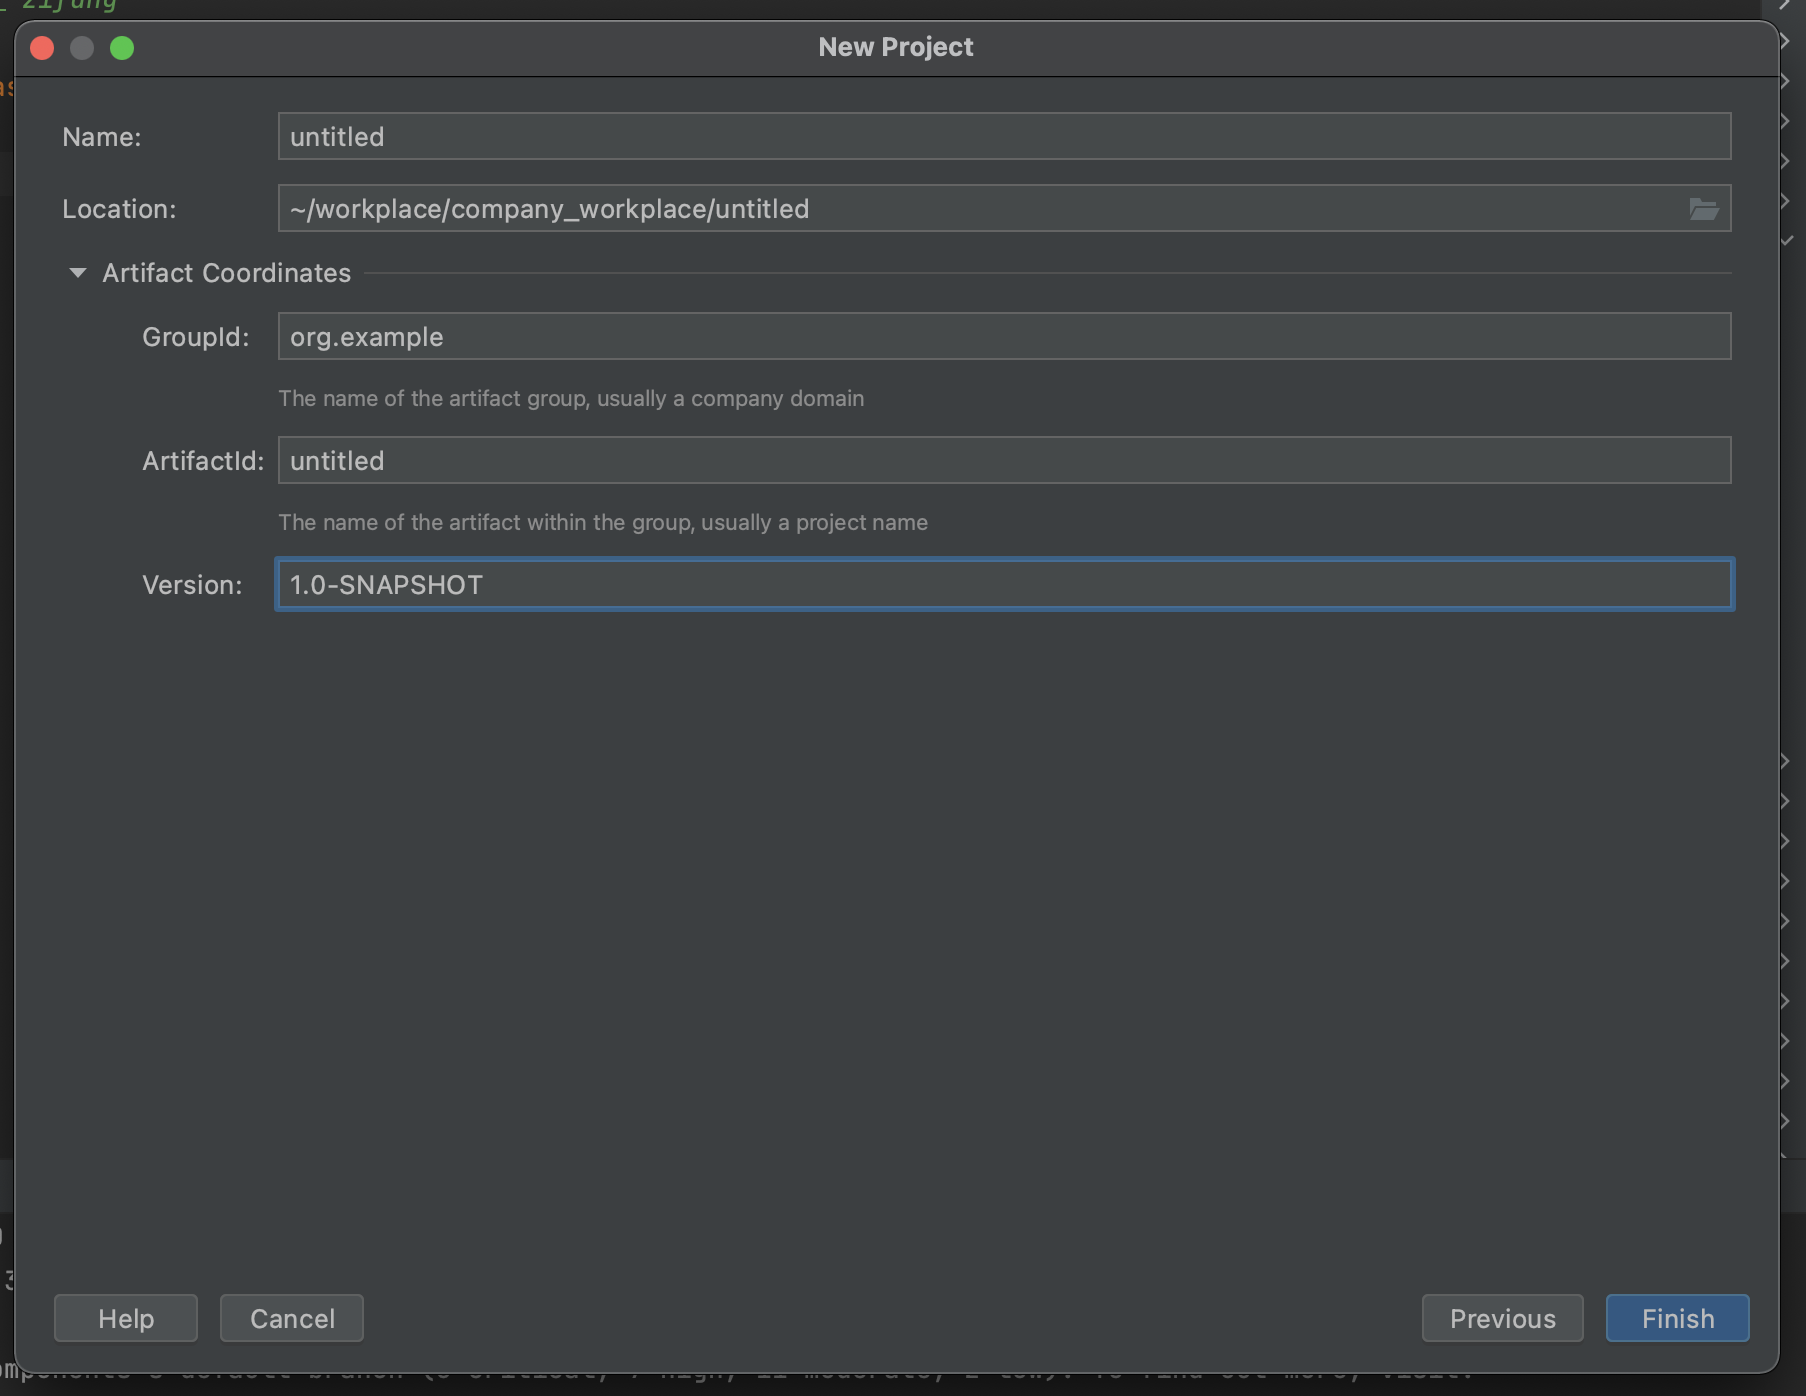 zijang
New Project
Name: untitled
Location: ~/workplace/company_workplace/untitled
Artifact Coordinates
GroupId: org.example
The name of the artifact group, usually a company domain
ArtifactId: untitled
The name of the artifact within the group, usually a project name
Version: 1.0-SNAPSHOT
Help Cancel Previous Finish